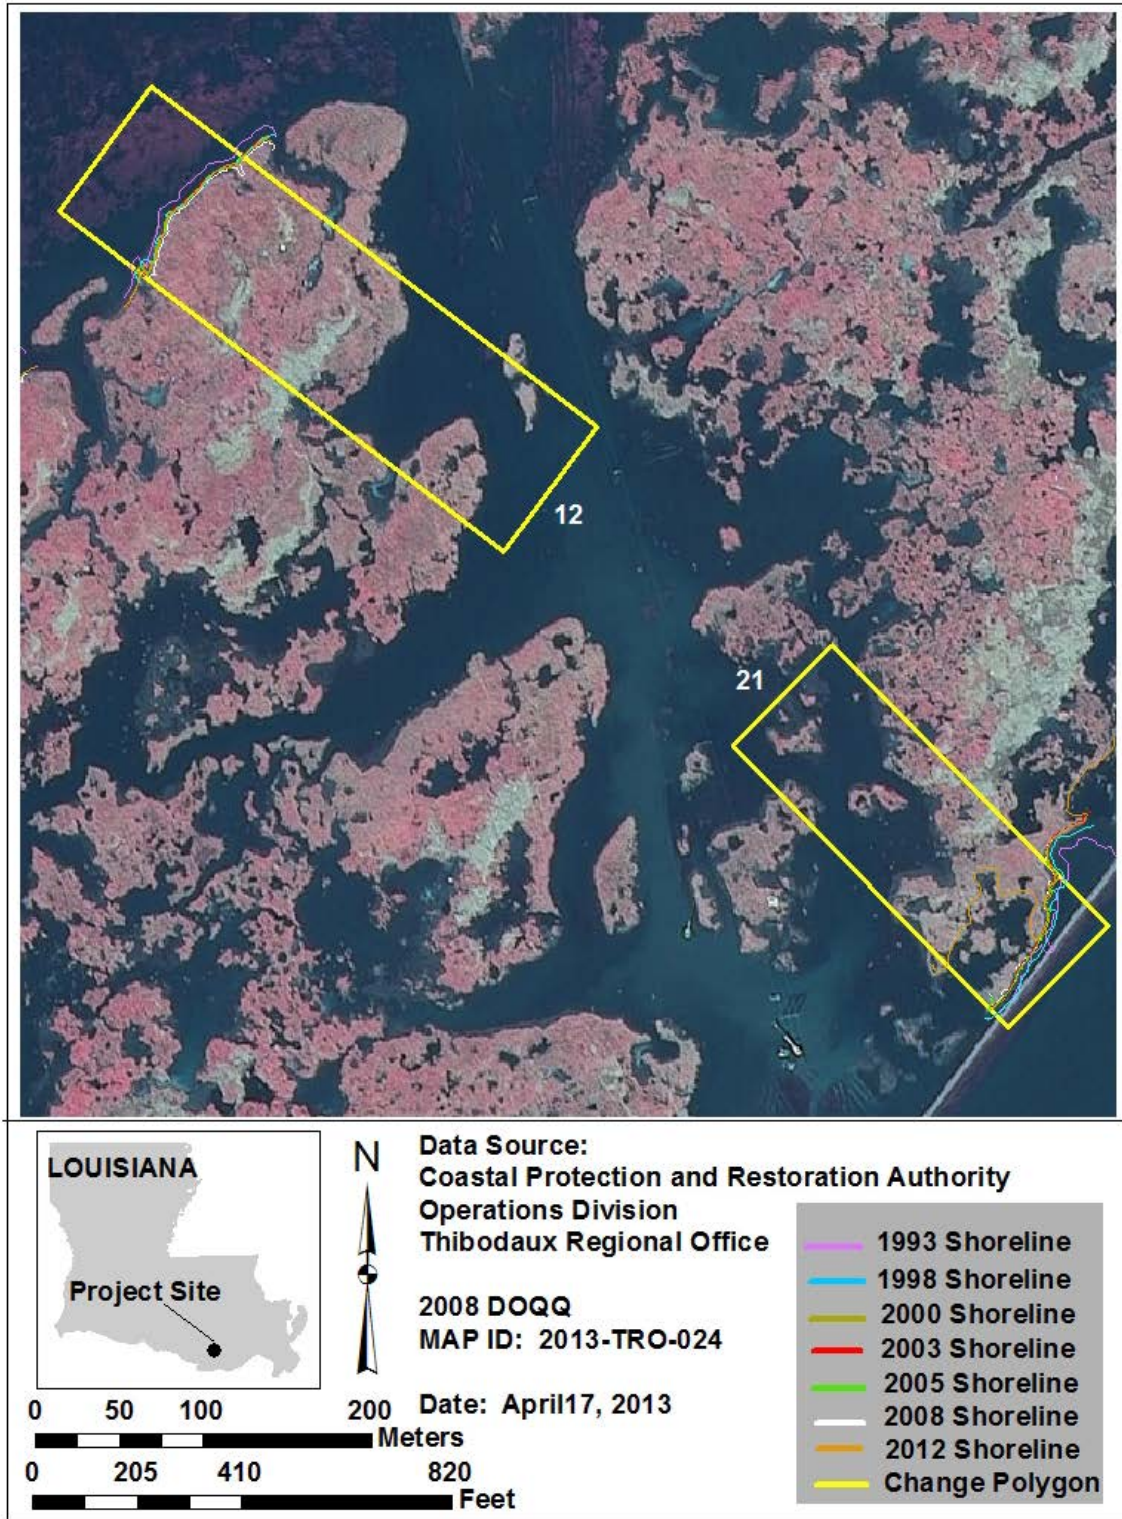 12
21
LOUISIANA
Project Site
N
Data Source:
Coastal Protection and Restoration Authority
Operations Division
Thibodaux Regional Office
2008 DOQQ
MAP ID: 2013-TRO-024
Date: April17, 2013
0 50 100 200
Meters
0 205 410 820
Feet
1993 Shoreline
1998 Shoreline
2000 Shoreline
2003 Shoreline
2005 Shoreline
2008 Shoreline
2012 Shoreline
Change Polygon